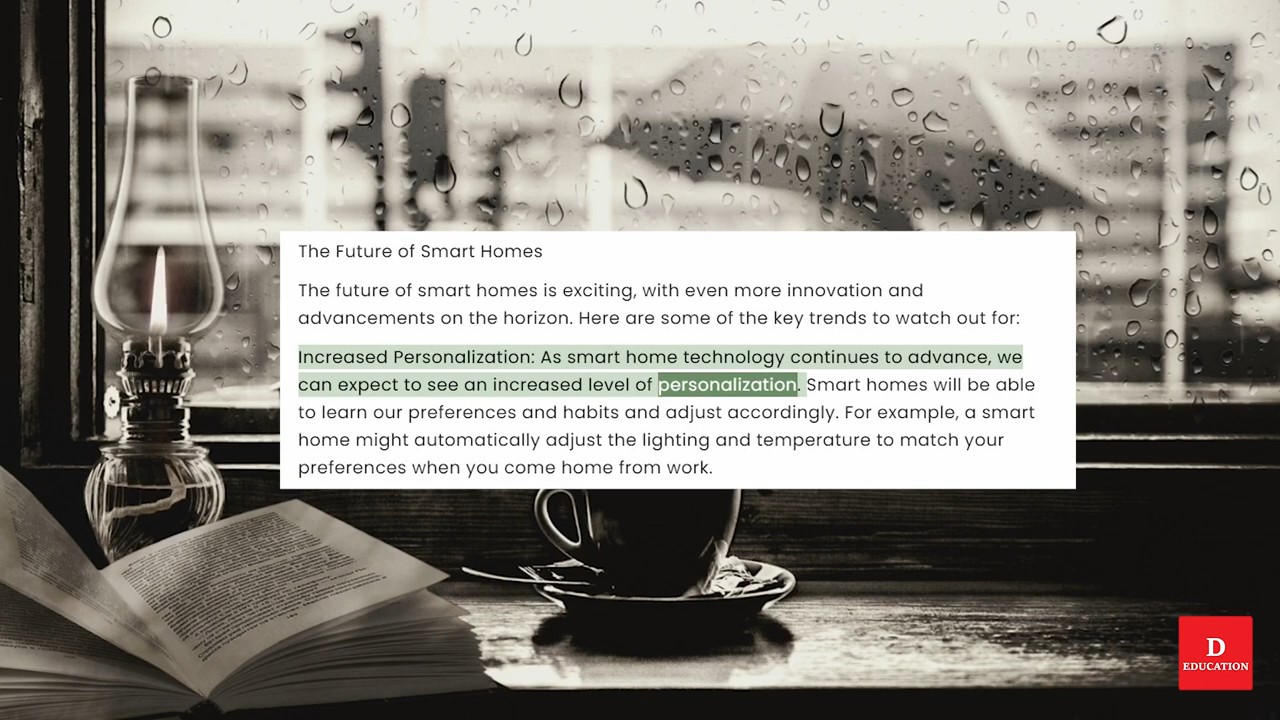 The Future of Smart Homes
The future of smart homes is exciting, with even more innovation and
advancements on the horizon. Here are some of the key trends to watch out for:
Increased Personalization: As smart home technology continues to advance, we
can expect to see an increased level of personalization. Smart homes will be able
to learn our preferences and habits and adjust accordingly. For example, a smart
home might automatically adjust the lighting and temperature to match your
preferences when you come home from work.
D
EDUCATION